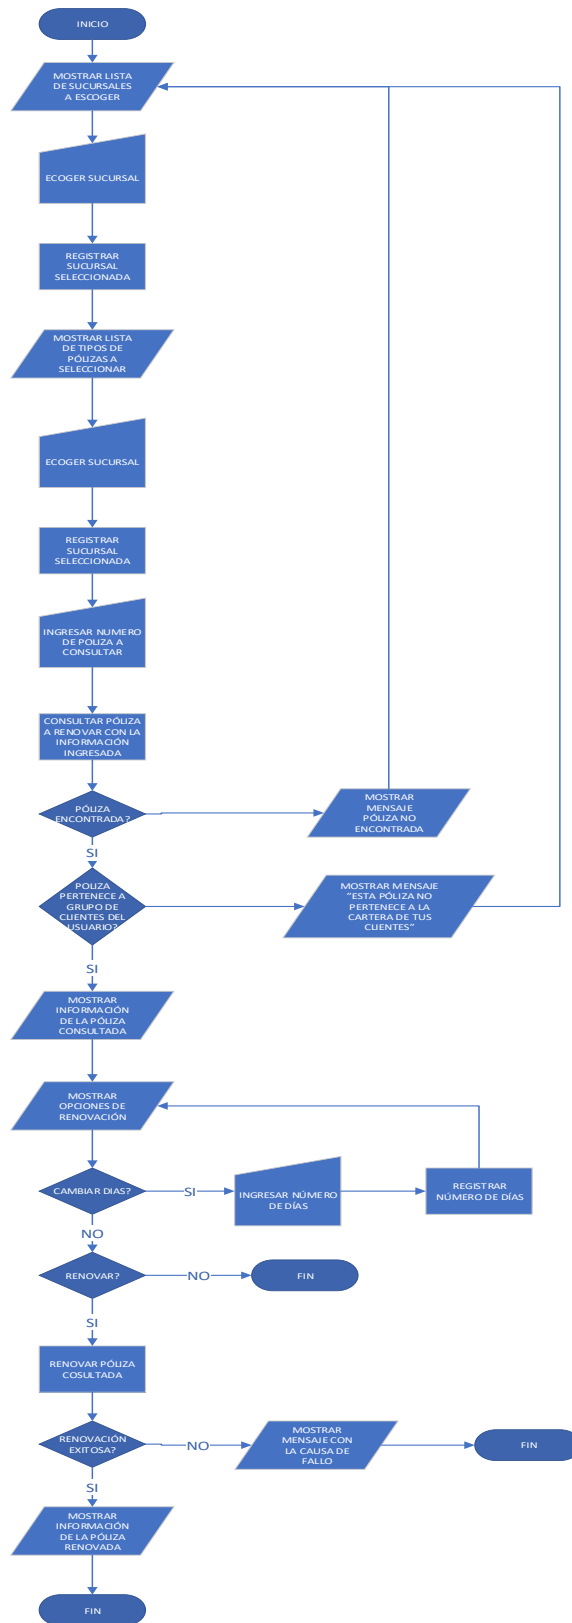 INICIO
MOSTRAR LISTA
DE SUCURSALES
A ESCOGER
ECOGER SUCURSAL
REGISTRAR
SUCURSAL
SELECCIONADA
MOSTRAR LISTA
DE TIPOS DE
PÓLIZAS A
SELECCIONAR
ECOGER SUCURSAL
REGISTRAR
SUCURSAL
SELECCIONADA
INGRESAR NUMERO
DE POLIZA A
CONSULTAR
CONSULTAR PÓLIZA
A RENOVAR CON LA
INFORMACIÓN
INGRESADA
PÓLIZA
ENCONTRADA?
MOSTRAR
MENSAJE
PÓLIZA NO
ENCONTRADA
SI
POLIZA
PERTENECE A
GRUPO DE
CLIENTES DEL
USUARIO?
MOSTRAR MENSAJE
“ESTA PÓLIZA NO
PERTENECE A LA
CARTERA DE TUS
CLIENTES”
SI
MOSTRAR
INFORMACIÓN
DE LA PÓLIZA
CONSULTADA
MOSTRAR
OPCIONES DE
RENOVACIÓN
CAMBIAR DIAS?
SI
INGRESAR NÚMERO
DE DÍAS
REGISTRAR
NÚMERO DE DÍAS
NO
RENOVAR?
NO
FIN
SI
RENOVAR PÓLIZA
COSULTADA
RENOVACIÓN
EXITOSA?
NO
MOSTRAR
MENSAJE CON
LA CAUSA DE
FALLO
FIN
SI
MOSTRAR
INFORMACIÓN
DE LA PÓLIZA
RENOVADA
FIN